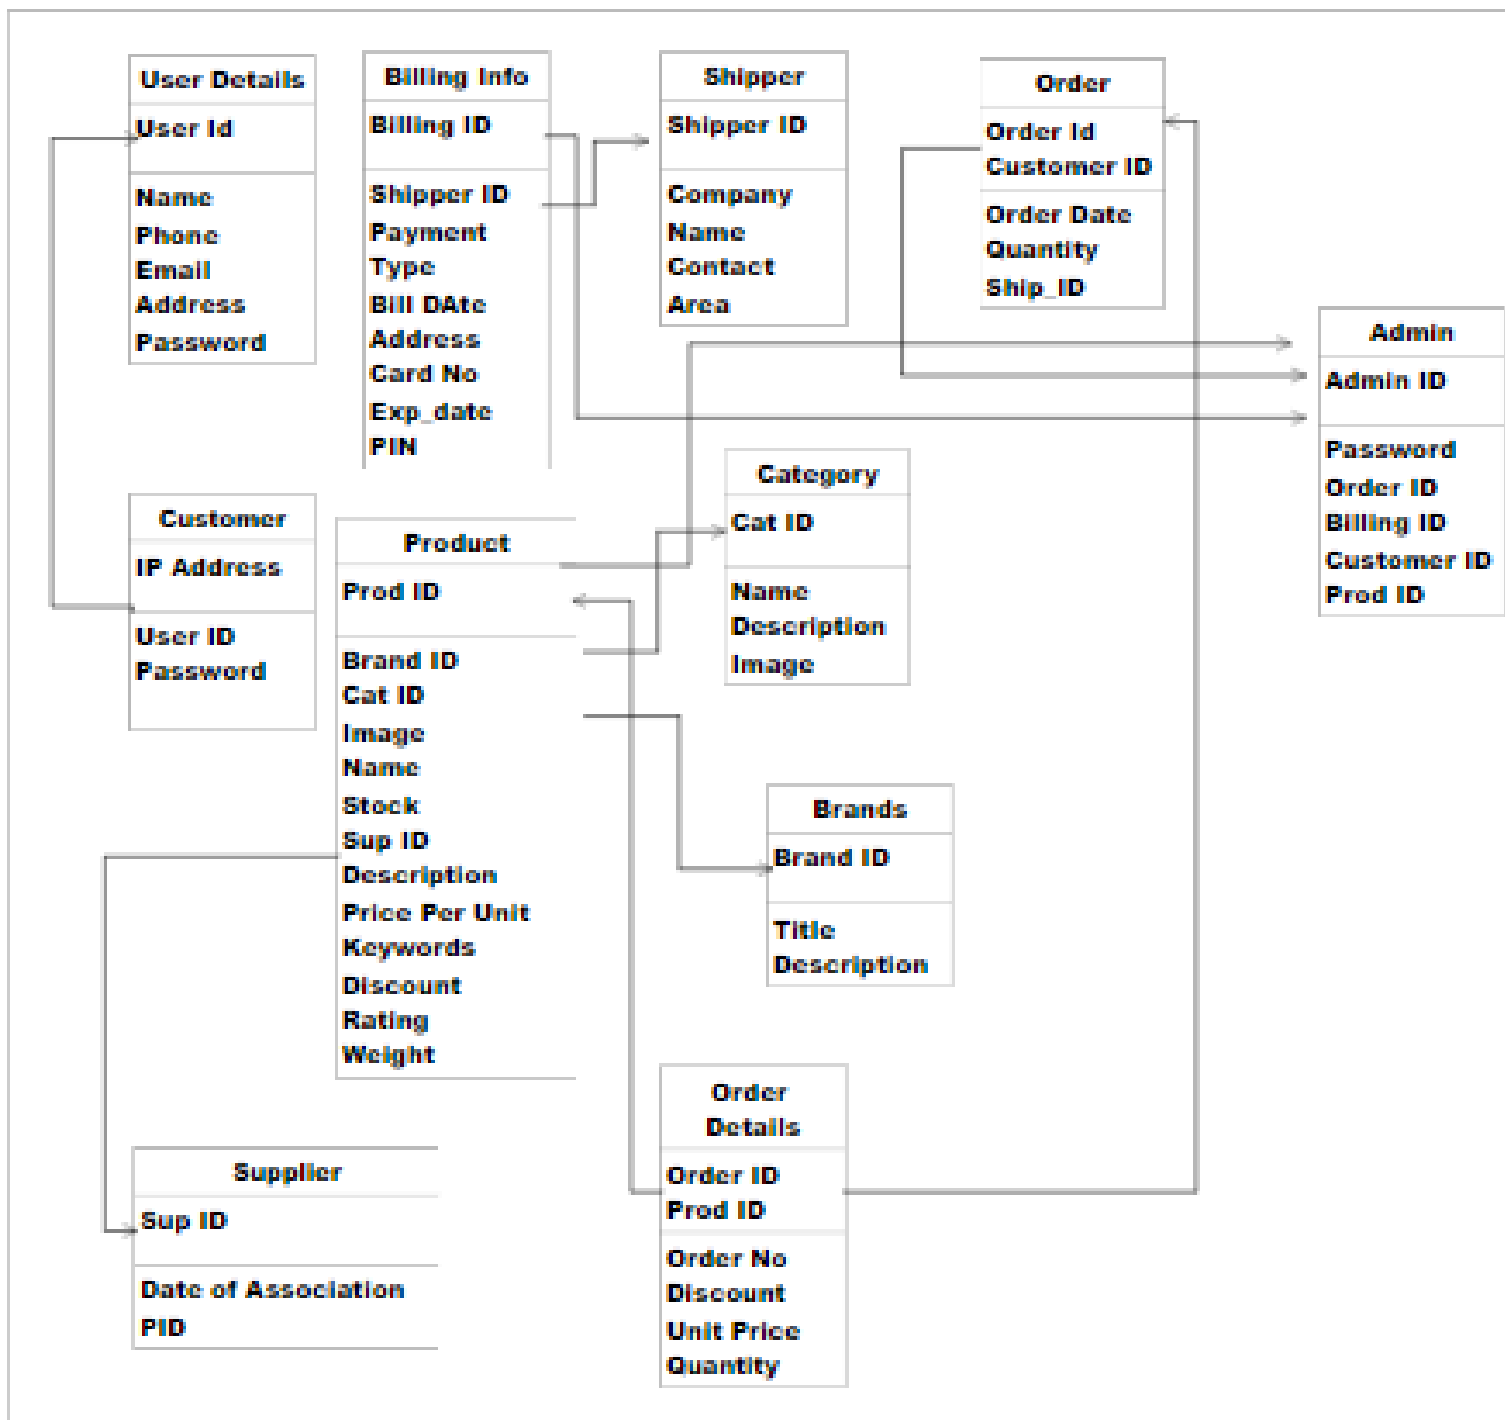 User Details
User Id
Name
Phone
Email
Address
Password
Billing Info
Billing ID
Shipper ID
Payment
Type
Bill DAte
Address
Card No
Exp_date
PIN
Shipper
Shipper ID
Company
Name
Contact
Area
Order
Order Id
Customer ID
Order Date
Quantity
Ship_ID
Admin
Admin ID
Password
Order ID
Billing ID
Customer ID
Prod ID
Customer
IP Address
User ID
Password
Product
Prod ID
Brand ID
Cat ID
Image
Name
Stock
Sup ID
Description
Price Per Unit
Keywords
Discount
Rating
Weight
Category
Cat ID
Name
Description
Image
Brands
Brand ID
Title
Description
Supplier
Sup ID
Date of Association
PID
Order
Details
Order ID
Prod ID
Order No
Discount
Unit Price
Quantity